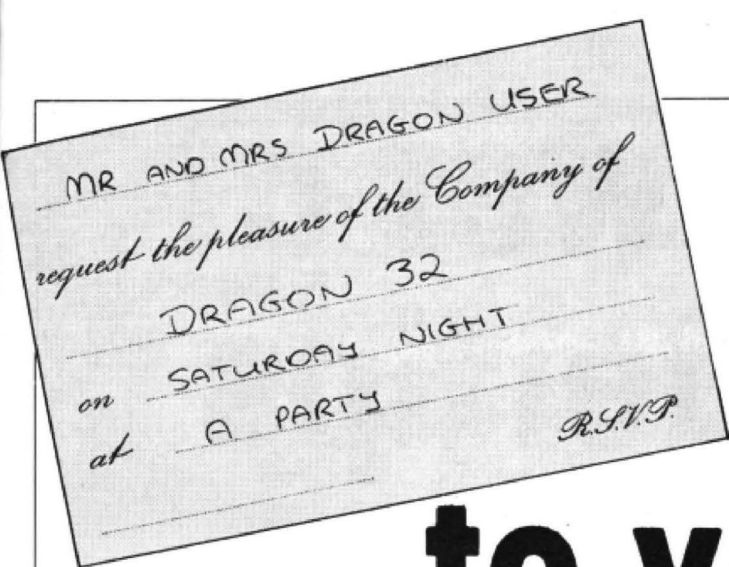 MR AND MRS DRAGON USER
request the pleasure of the Company of
DRAGON 32
on SATURDAY NIGHT
at A PARTY
R.S.V.P.
to